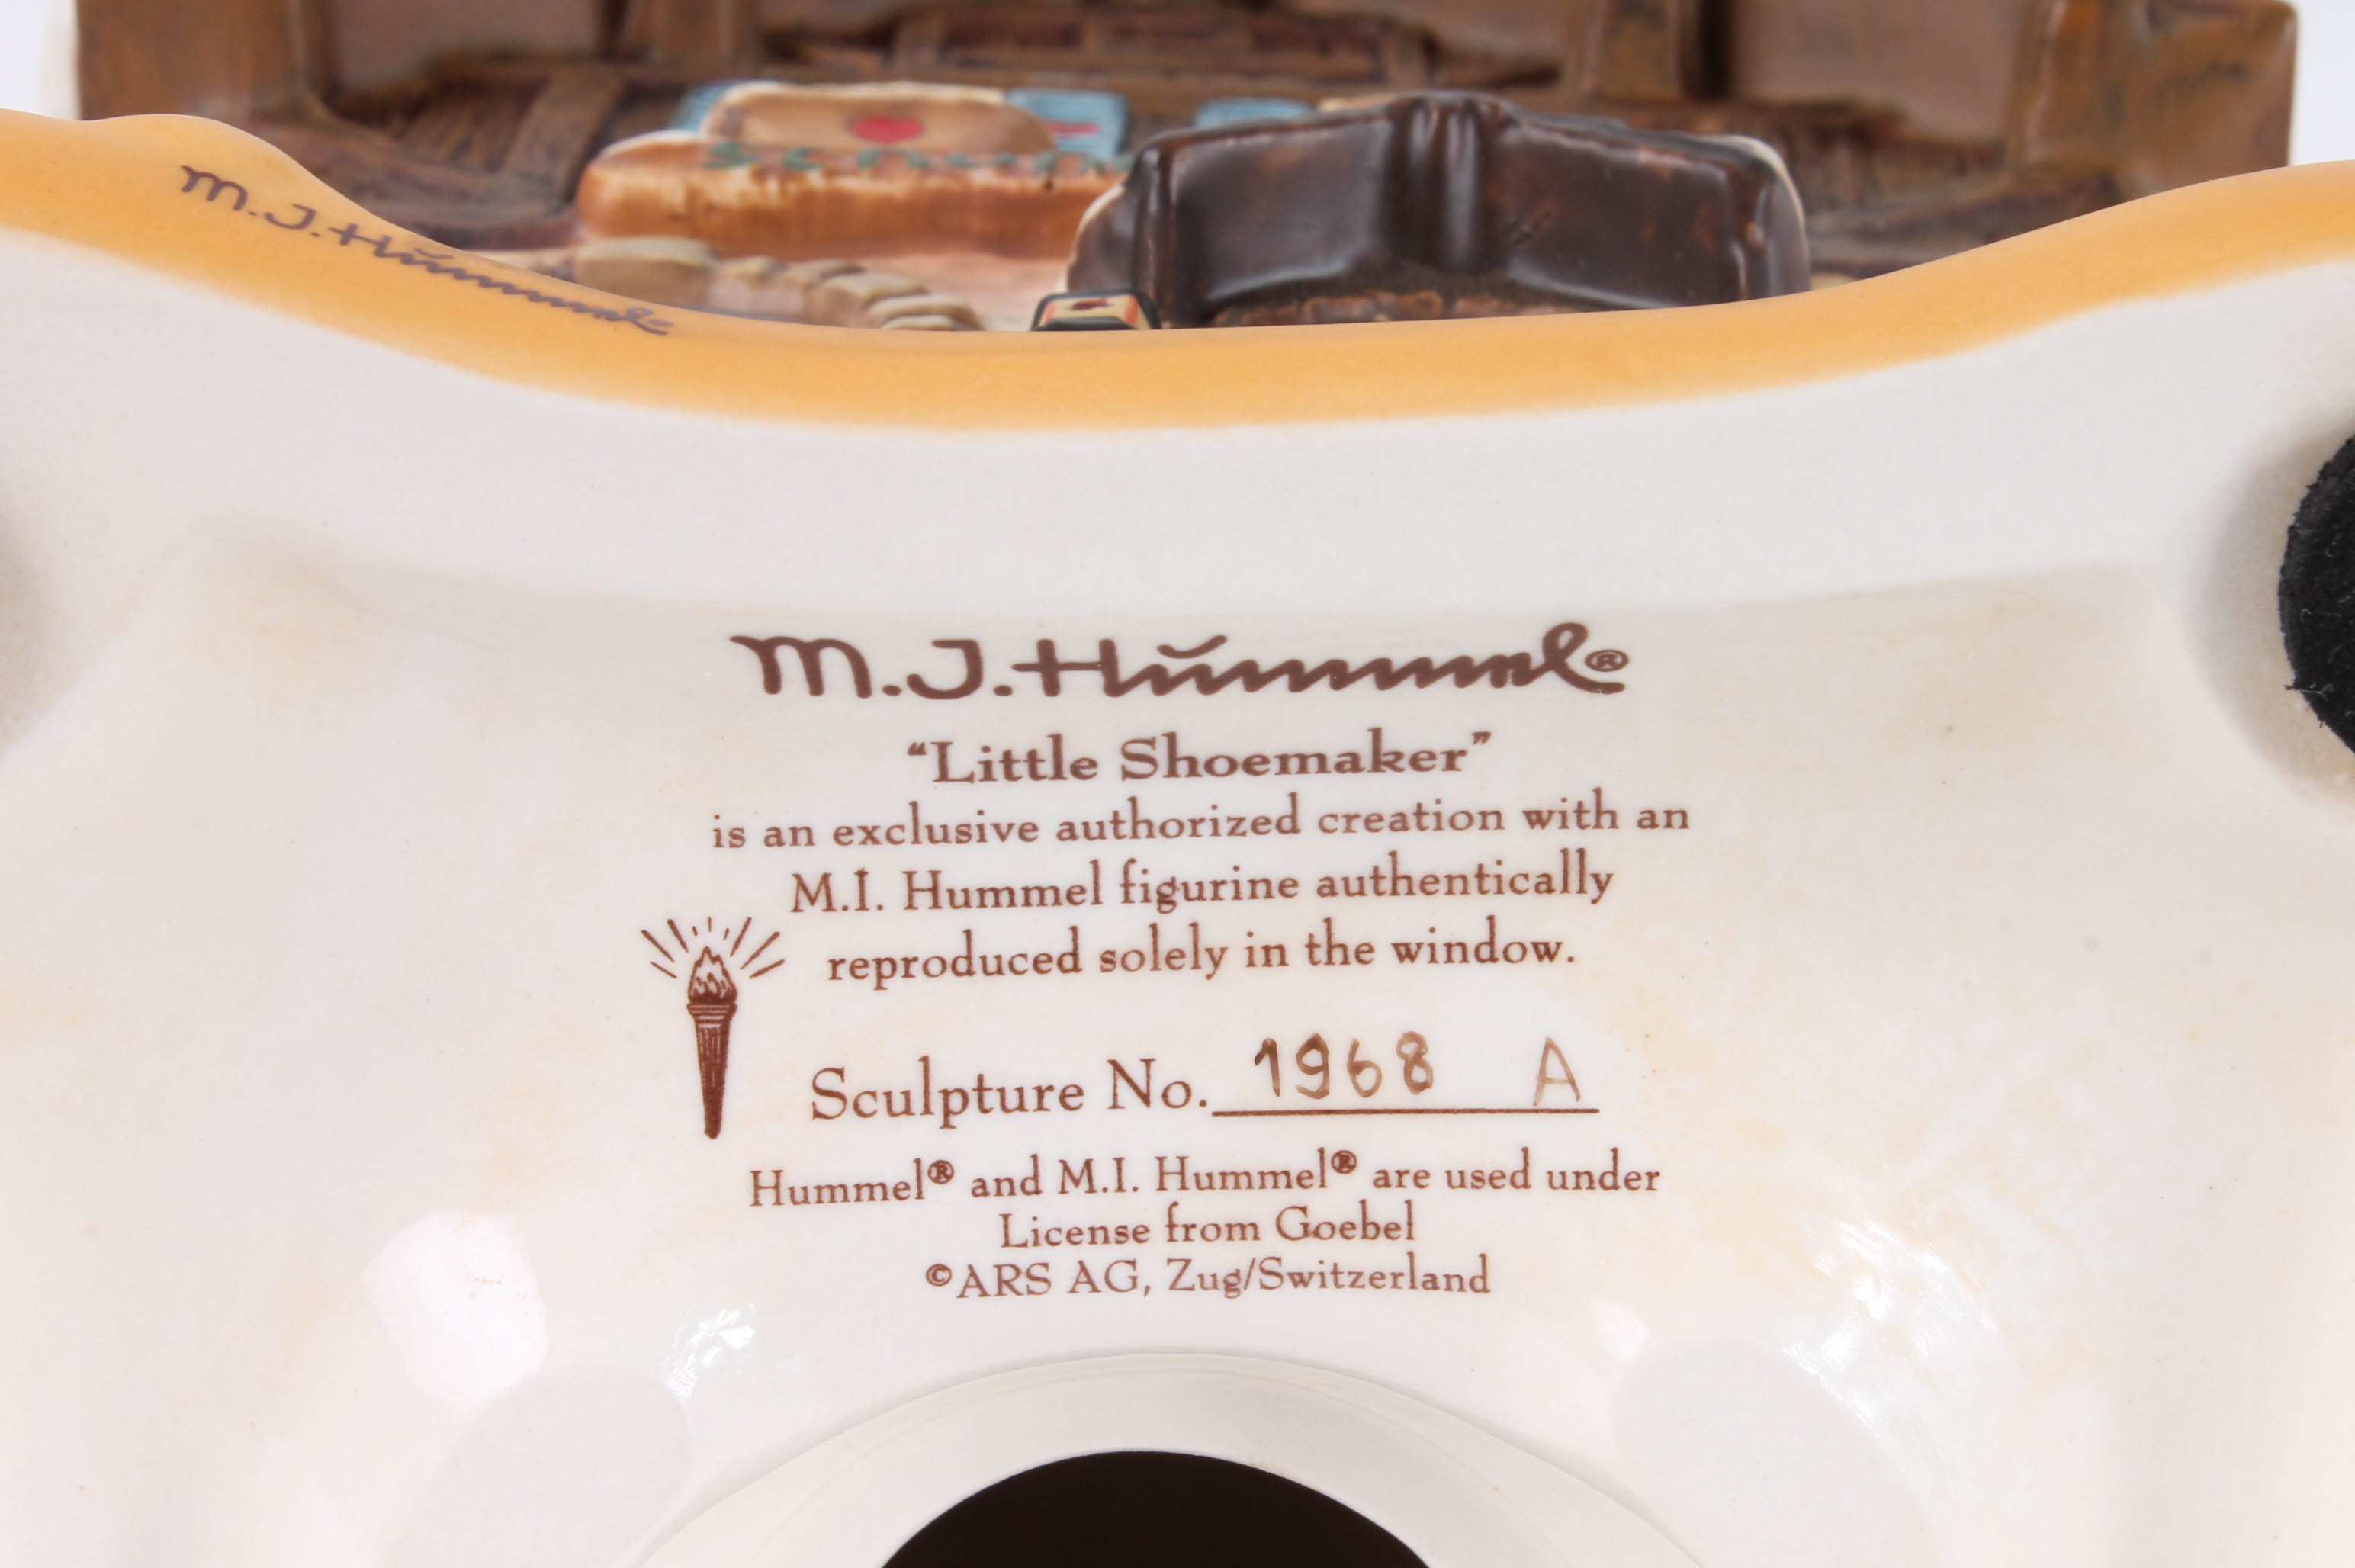 M.J. Hummel
M.J. Hummel®
“Little Shoemaker”
is an exclusive authorized creation with an
M.I. Hummel figurine authentically
reproduced solely in the window.
Sculpture No. 1968 A
Hummel® and M.I. Hummel® are used under
License from Goebel
©ARS AG, Zug/Switzerland